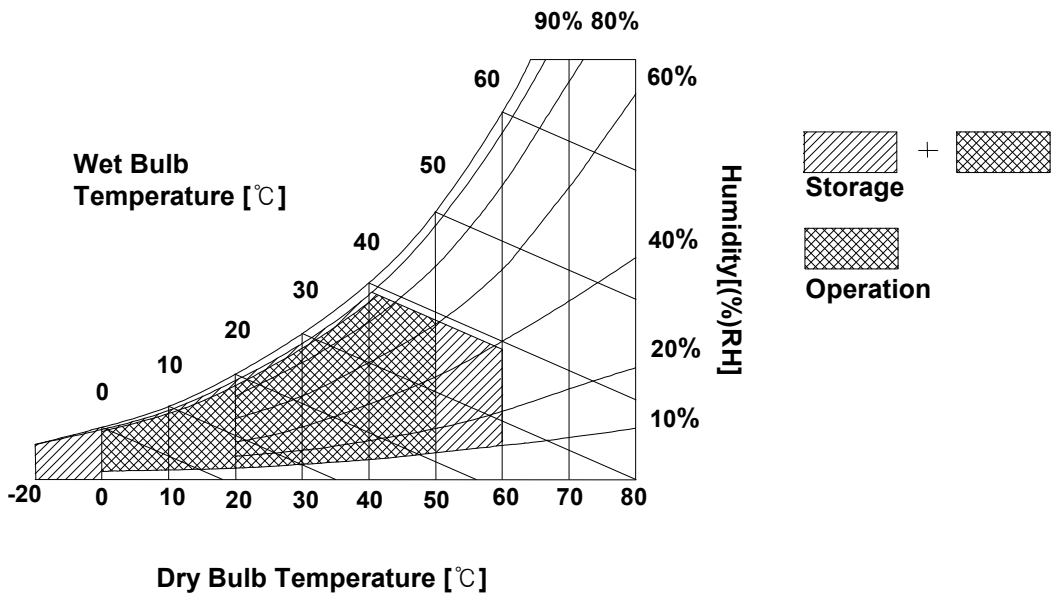 90% 80%
60
60%
50
Wet Bulb
Temperature [℃]
40
40%
30
20
20%
10
10%
0
Humidity[(%)RH]
-20 0 10 20 30 40 50 60 70 80
Dry Bulb Temperature [℃]
+
Storage
Operation